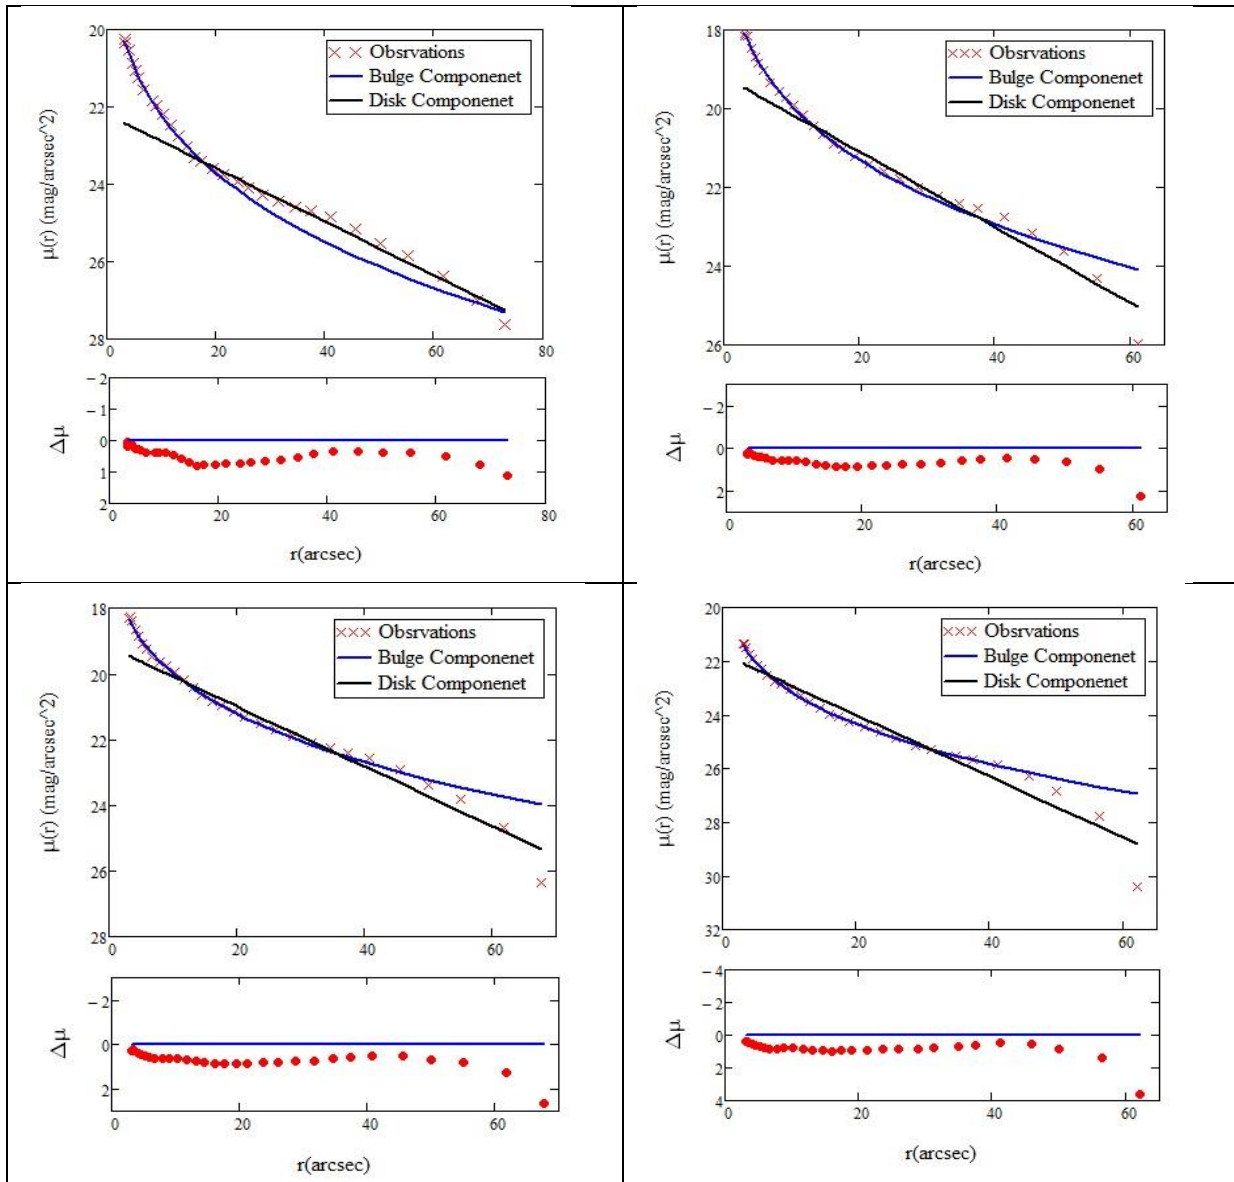 20
22
24
26
28
0 20 40 60 80
μ(r) (mag/arcsec^2)
Obsrvations
Bulge Componenet
Disk Componenet
− 2
− 1
0
1
2
0 20 40 60 80
Δμ
r(arcsec)
18
20
22
24
26
0 20 40 60
μ(r) (mag/arcsec^2)
Obsrvations
Bulge Componenet
Disk Componenet
− 2
0
2
0 20 40 60
Δμ
r(arcsec)
18
20
22
24
26
28
0 20 40 60
μ(r) (mag/arcsec^2)
Obsrvations
Bulge Componenet
Disk Componenet
− 2
0
2
0 20 40 60
Δμ
r(arcsec)
20
22
24
26
28
30
32
0 20 40 60
μ(r) (mag/arcsec^2)
Obsrvations
Bulge Componenet
Disk Componenet
− 4
− 2
0
2
4
0 20 40 60
Δμ
r(arcsec)